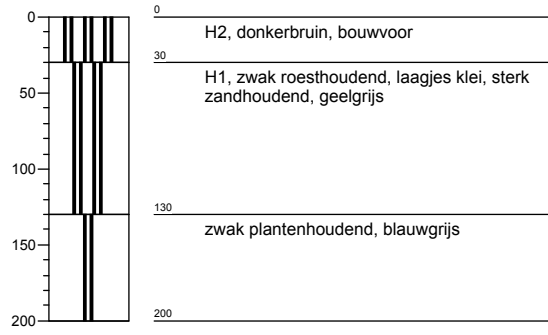 0
0
H2, donkerbruin, bouwvoor
30
H1, zwak roesthoudend, laagjes klei, sterk
zandhoudend, geelgrijs
50
100
130
zwak plantenhoudend, blauwgrijs
150
200
200